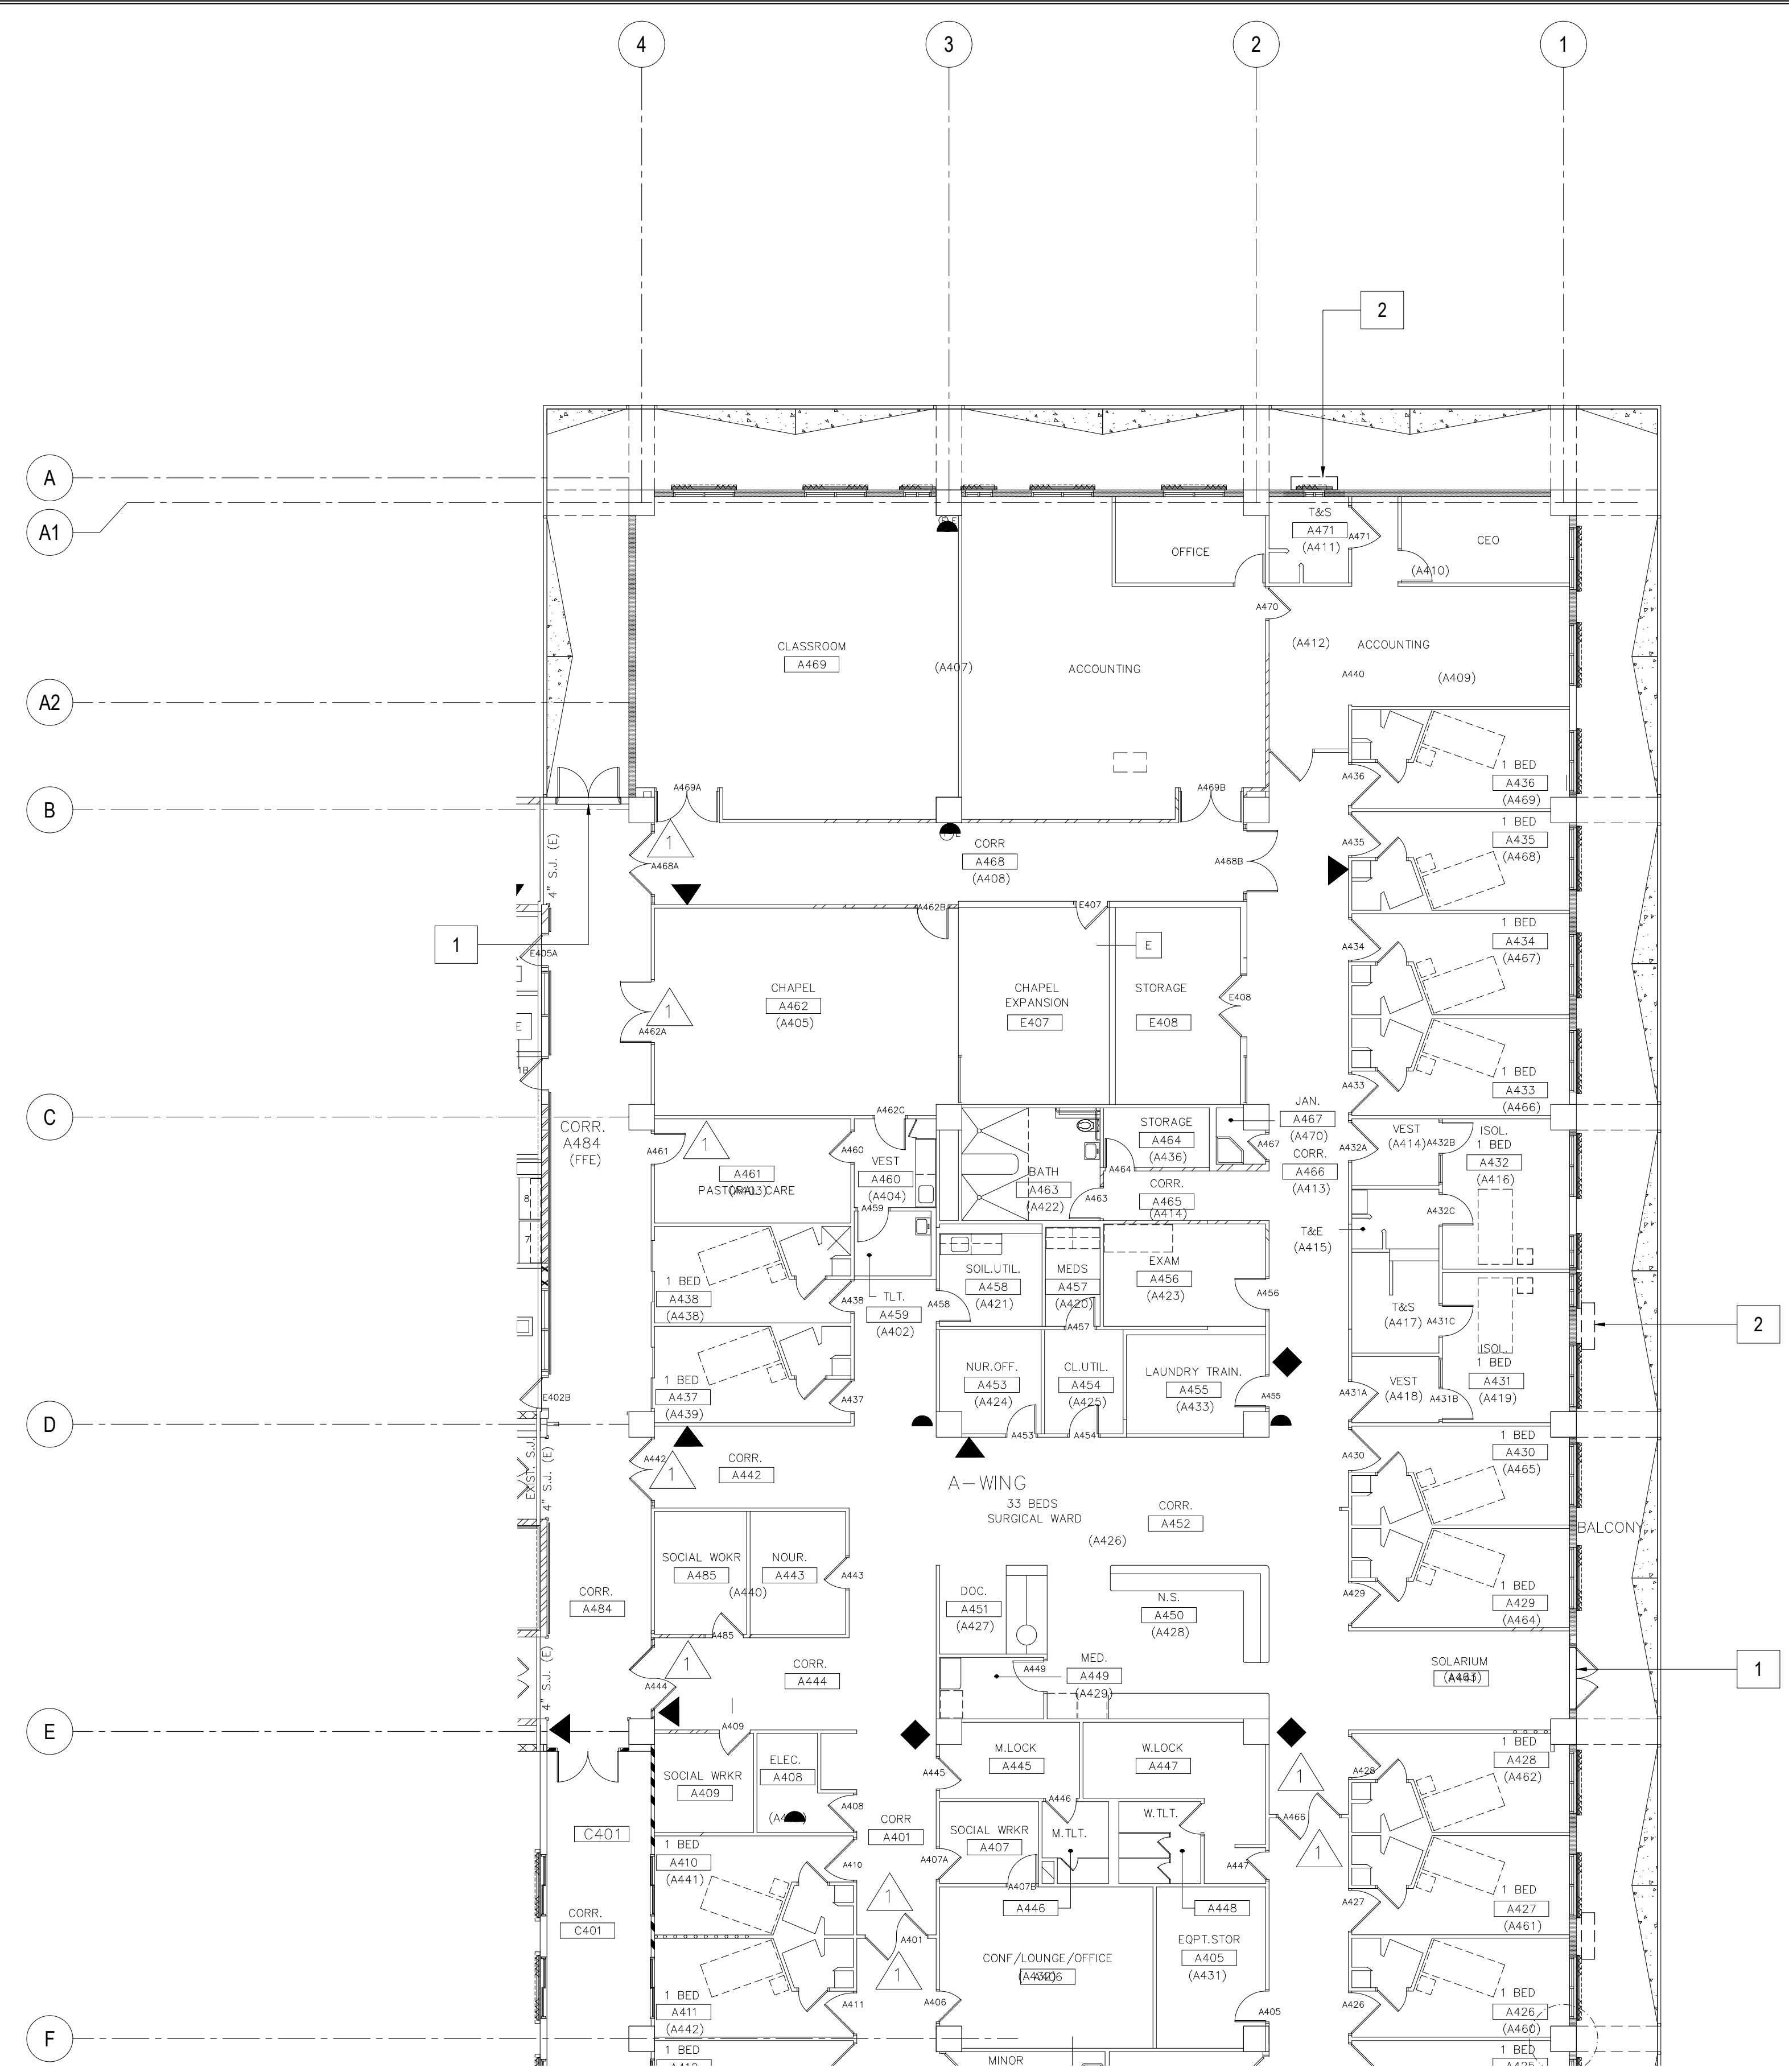 4
3
2
1
2
A
A1
T&S
A471
(A411)
A471
OFFICE
CEO
(A410)
A470
CLASSROOM
A469
(A407)
ACCOUNTING
(A412)
ACCOUNTING
A440
(A409)
A2
1 BED
A436
(A469)
A436
A469A
A469B
B
4" S.J. (E)
1
A468A
CORR
A468
(A408)
A468B
A435
1 BED
A435
(A468)
A462B
E407
1
E405A
E
A434
1 BED
A434
(A467)
CHAPEL
A462
(A405)
CHAPEL
EXPANSION
E407
STORAGE
E408
E408
1
A462A
1B
A433
1 BED
A433
(A466)
C
CORR.
A484
(FFE)
A462C
1
A461
A461
PASTORAL CARE
(A403)
A460
VEST
A460
(A404)
A459
BATH
A463
(A422)
A463
STORAGE
A464
(A436)
A464
CORR.
A465
(A414)
JAN.
A467
(A470)
A467
CORR.
A466
(A413)
A432A
VEST
(A414)
A432B
ISOL.
1 BED
A432
(A416)
A432C
8
7
T&E
(A415)
1 BED
A438
(A438)
A438
TLT.
A459
(A402)
A458
SOIL.UTIL.
A458
(A421)
MEDS
A457
(A420)
A457
EXAM
A456
(A423)
A456
T&S
(A417)
A431C
2
ISOL.
1 BED
A431
(A419)
1 BED
A437
(A439)
A437
NUR.OFF.
A453
(A424)
A453
CL.UTIL.
A454
(A425)
A454
LAUNDRY TRAIN.
A455
(A433)
A455
A431A
VEST
(A418)
A431B
E402B
D
EXIST. S.J.
4" S.J. (E)
A442
1
CORR.
A442
A-WING
33 BEDS
SURGICAL WARD
(A426)
CORR.
A452
A430
1 BED
A430
(A465)
BALCONY
SOCIAL WOKR
A485
(A440)
NOUR.
A443
A443
A485
CORR.
A484
DOC.
A451
(A427)
N.S.
A450
(A428)
A429
1 BED
A429
(A464)
4" S.J. (E)
1
A444
CORR.
A444
A449
MED.
A449
(A429)
SOLARIUM
(A463)
1
E
A409
SOCIAL WRKR
A409
ELEC.
A408
A408
M.LOCK
A445
A445
W.LOCK
A447
1
A428
1 BED
A428
(A462)
A446
C401
CORR
A401
SOCIAL WRKR
A407
A407A
A407B
M.TLT.
W.TLT.
A447
A466
1
1 BED
A410
(A441)
A410
1
A446
A448
A427
1 BED
A427
(A461)
CORR.
C401
A401
1
CONF/LOUNGE/OFFICE
EQPT.STOR
A405
(A431)
1 BED
A411
(A442)
A411
A406
A405
A426
1 BED
A426
(A460)
F
1 BED
MINOR
1 BED